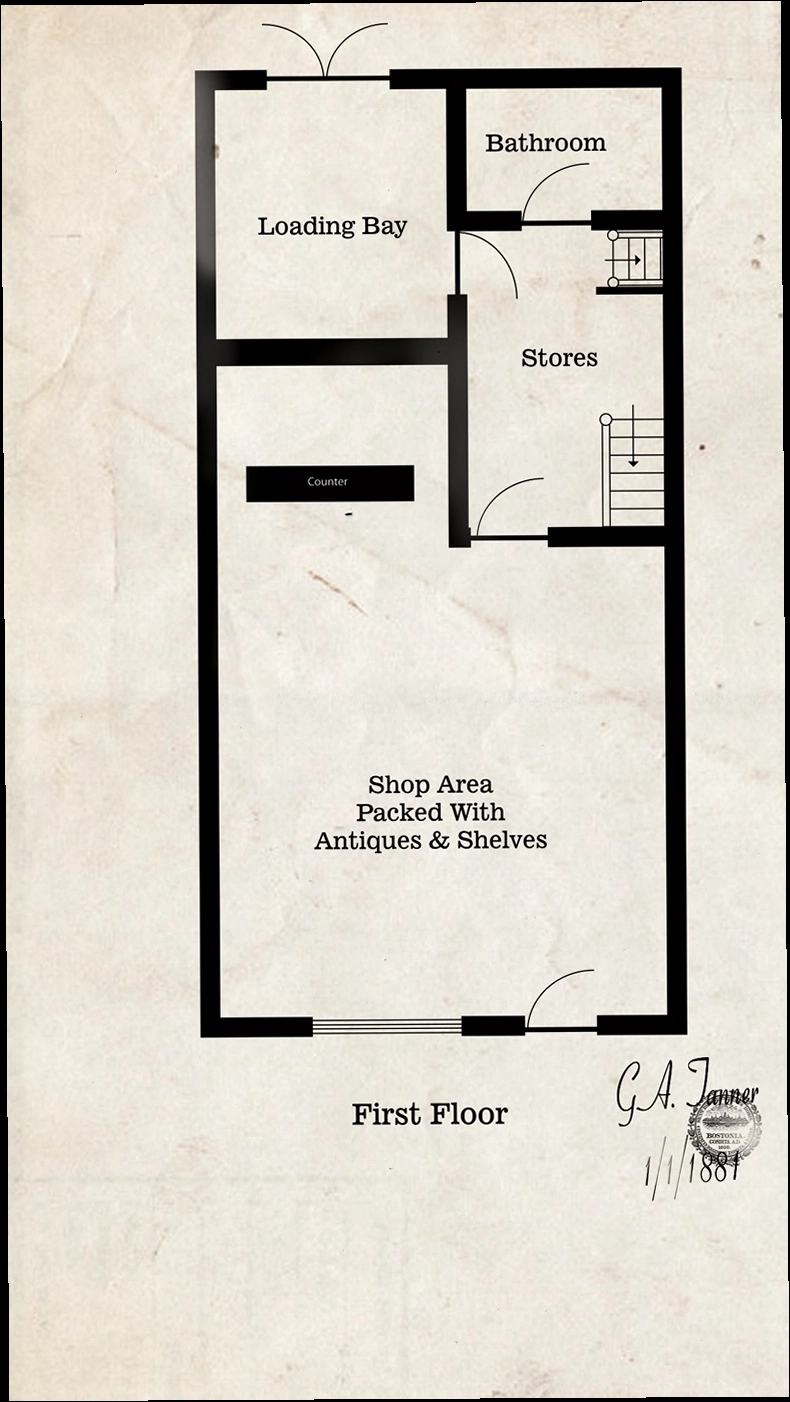 Bathroom
Loading Bay
Stores
Counter
Shop Area
Packed With
Antiques & Shelves
First Floor
G.A. Tanner
BOSTONIA.
CONDITA A.D.
1/1/1881